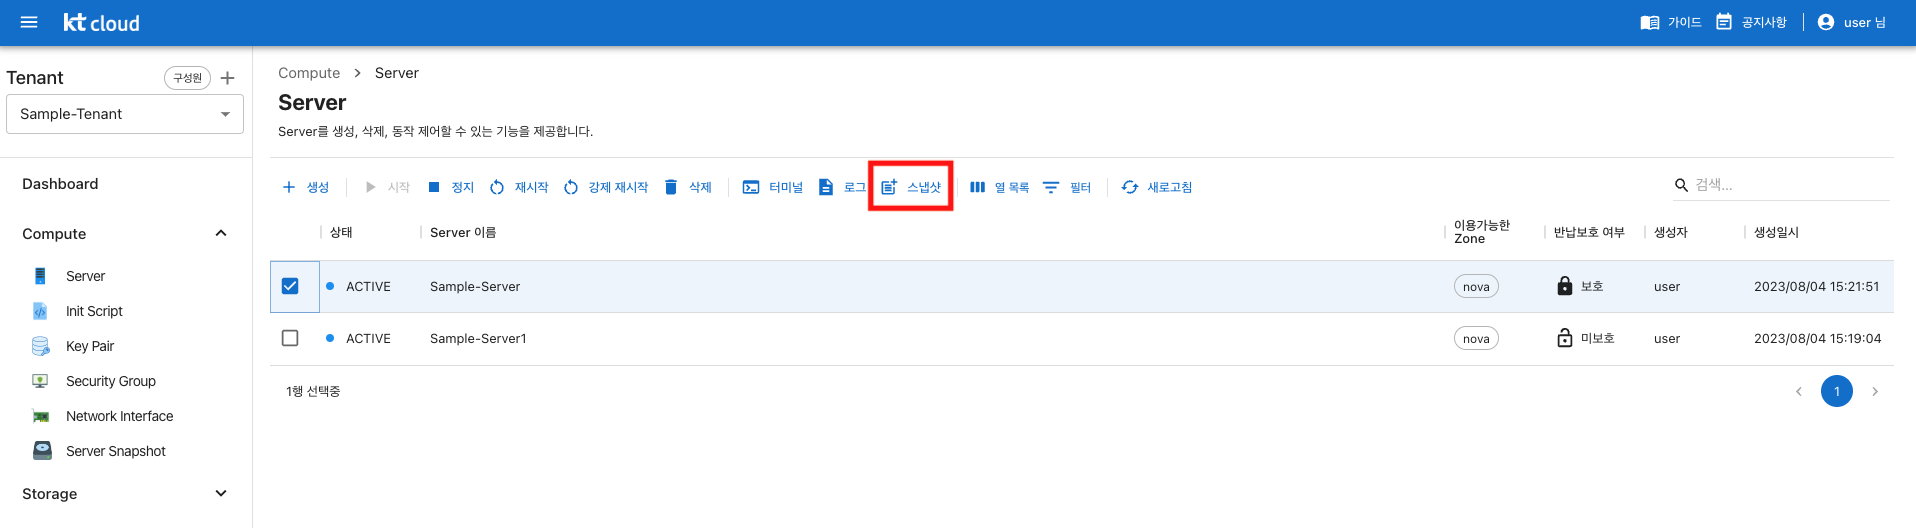 kt cloud
가이드
공지사항
user 님
Tenant
구성원
Sample-Tenant
Dashboard
Compute
Server
Init Script
Key Pair
Security Group
Network Interface
Server Snapshot
Storage
Compute > Server
Server
Server를 생성, 삭제, 동작 제어할 수 있는 기능을 제공합니다.
생성 시작 정지 재시작 강제 재시작 삭제 터미널 로그 스냅샷 열 목록 필터 새로고침
검색...
상태 Server 이름 이용가능한 Zone 반납보호 여부 생성자 생성일시
ACTIVE Sample-Server nova 보호 user 2023/08/04 15:21:51
ACTIVE Sample-Server1 nova 미보호 user 2023/08/04 15:19:04
1행 선택중
1